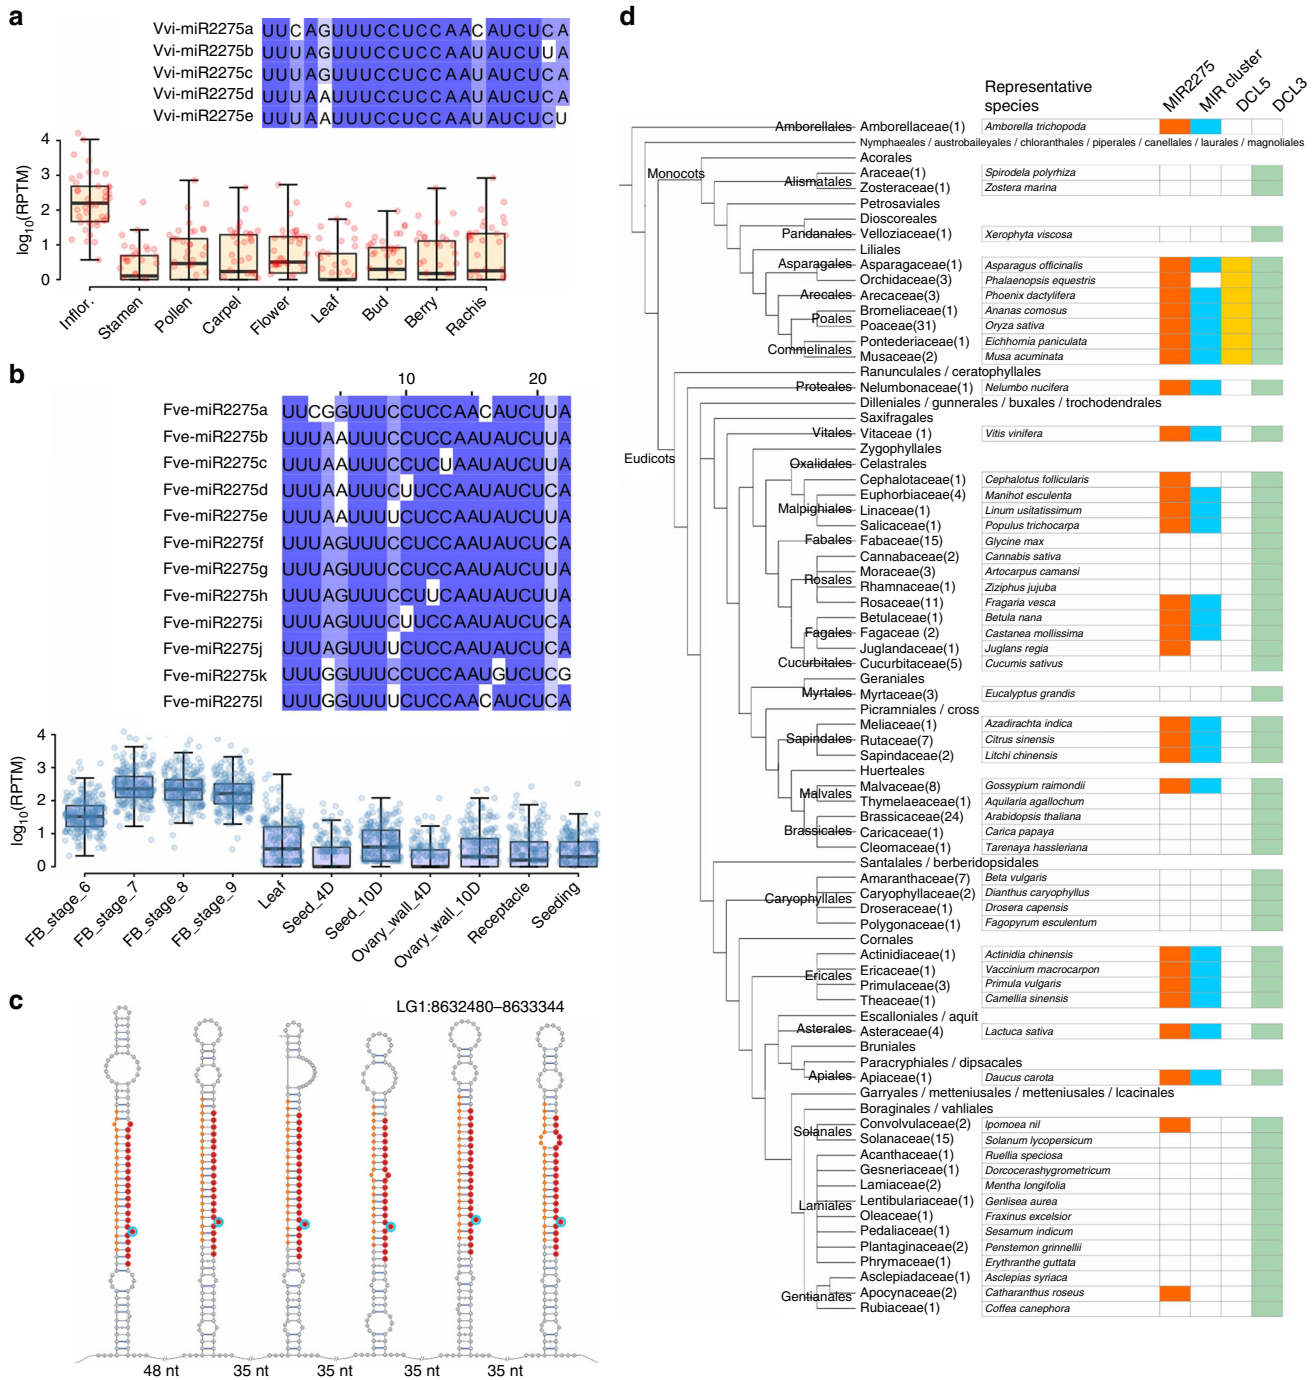 a
Vvi-miR2275a UUCAGUUUCCUCCAACAUCUCA
Vvi-miR2275b UUUAGUUUCCUCCAAUAUCUUA
Vvi-miR2275c UUUAGUUUCCUCCAAUAUCUCA
Vvi-miR2275d UUUAAUUUCCUCCAAUAUCUCA
Vvi-miR2275e UUUAAUUUCCUCCAAUAUCUCU
log10(RPTM)
4
3
2
1
0
Inflor.
Stamen
Pollen
Carpel
Flower
Leaf
Bud
Berry
Rachis
b
10 20
Fve-miR2275a UUCGGUUUCCUCCAACAUCUUA
Fve-miR2275b UUUAAUUUCCUCCAAUAUCUUA
Fve-miR2275c UUUAAUUUCCUCUAAUAUCUUA
Fve-miR2275d UUUAAUUUCUUCCAAUAUCUCA
Fve-miR2275e UUUAAUUUUCUCCAAUAUCUUA
Fve-miR2275f UUUAGUUUCCUCCAAUAUCUCA
Fve-miR2275g UUUAGUUUCCUCCAAUAUCUUA
Fve-miR2275h UUUAGUUUCCUUCAAUAUCUUA
Fve-miR2275i UUUAGUUUCUUCCAAUAUCUCA
Fve-miR2275j UUUAGUUUUCUCCAAUAUCUCA
Fve-miR2275k UUUGGUUUCCUCCAAUGUCUCG
Fve-miR2275l UUUGGUUUUCUCCAACAUCUCA
log10(RPTM)
4
3
2
1
0
FB_stage_6
FB_stage_7
FB_stage_8
FB_stage_9
Leaf
Seed_4D
Seed_10D
Ovary_wall_4D
Ovary_wall_10D
Receptacle
Seeding
c
LG1:8632480–8633344
48 nt 35 nt 35 nt 35 nt 35 nt
d
Representative species
MIR2275 MIR cluster DCL5 DCL3
Amborellales Amborellaceae(1) Amborella trichopoda
Nymphaeales / austrobaileyales / chloranthales / piperales / canellales / laurales / magnoliales
Acorales
Monocots
Alismatales
Araceae(1) Spirodela polyrhiza
Zosteraceae(1) Zostera marina
Petrosaviales
Dioscoreales
Pandanales Velloziaceae(1) Xerophyta viscosa
Liliales
Asparagales Asparagaceae(1) Asparagus officinalis
Orchidaceae(3) Phalaenopsis equestris
Arecales Arecaceae(3) Phoenix dactylifera
Bromeliaceae(1) Ananas comosus
Poales
Poaceae(31) Oryza sativa
Pontederiaceae(1) Eichhornia paniculata
Commelinales
Musaceae(2) Musa acuminata
Ranunculales / ceratophyllales
Proteales Nelumbonaceae(1) Nelumbo nucifera
Dilleniales / gunnerales / buxales / trochodendrales
Saxifragales
Vitales Vitaceae (1) Vitis vinifera
Zygophyllales
Eudicots
Oxalidales Celastrales
Cephalotaceae(1) Cephalotus follicularis
Euphorbiaceae(4) Manihot esculenta
Malpighiales Linaceae(1) Linum usitatissimum
Salicaceae(1) Populus trichocarpa
Fabales Fabaceae(15) Glycine max
Cannabaceae(2) Cannabis sativa
Moraceae(3) Artocarpus camansi
Rosales
Rhamnaceae(1) Ziziphus jujuba
Rosaceae(11) Fragaria vesca
Betulaceae(1) Betula nana
Fagales Fagaceae (2) Castanea mollissima
Juglandaceae(1) Juglans regia
Cucurbitales Cucurbitaceae(5) Cucumis sativus
Geraniales
Myrtales Myrtaceae(3) Eucalyptus grandis
Picramniales / cross
Meliaceae(1) Azadirachta indica
Sapindales Rutaceae(7) Citrus sinensis
Sapindaceae(2) Litchi chinensis
Huerteales
Malvales
Malvaceae(8) Gossypium raimondii
Thymelaeaceae(1) Aquilaria agallochum
Brassicaceae(24) Arabidopsis thaliana
Brassicales Caricaceae(1) Carica papaya
Cleomaceae(1) Tarenaya hassleriana
Santalales / berberidopsidales
Amaranthaceae(7) Beta vulgaris
Caryophyllales
Caryophyllaceae(2) Dianthus caryophyllus
Droseraceae(1) Drosera capensis
Polygonaceae(1) Fagopyrum esculentum
Cornales
Actinidiaceae(1) Actinidia chinensis
Ericales
Ericaceae(1) Vaccinium macrocarpon
Primulaceae(3) Primula vulgaris
Theaceae(1) Camellia sinensis
Escalloniales / aquit
Asterales Asteraceae(4) Lactuca sativa
Bruniales
Paracryphiales / dipsacales
Apiales Apiaceae(1) Daucus carota
Garryales / metteniusales / metteniusales / Icacinales
Boraginales / vahliales
Solanales
Convolvulaceae(2) Ipomoea nil
Solanaceae(15) Solanum lycopersicum
Acanthaceae(1) Ruellia speciosa
Gesneriaceae(1) Dorcocerashygrometricum
Lamiaceae(2) Mentha longifolia
Lamiales
Lentibulariaceae(1) Genlisea aurea
Oleaceae(1) Fraxinus excelsior
Pedaliaceae(1) Sesamum indicum
Plantaginaceae(2) Penstemon grinnellii
Phrymaceae(1) Erythranthe guttata
Asclepiadaceae(1) Asclepias syriaca
Gentianales Apocynaceae(2) Catharanthus roseus
Rubiaceae(1) Coffea canephora